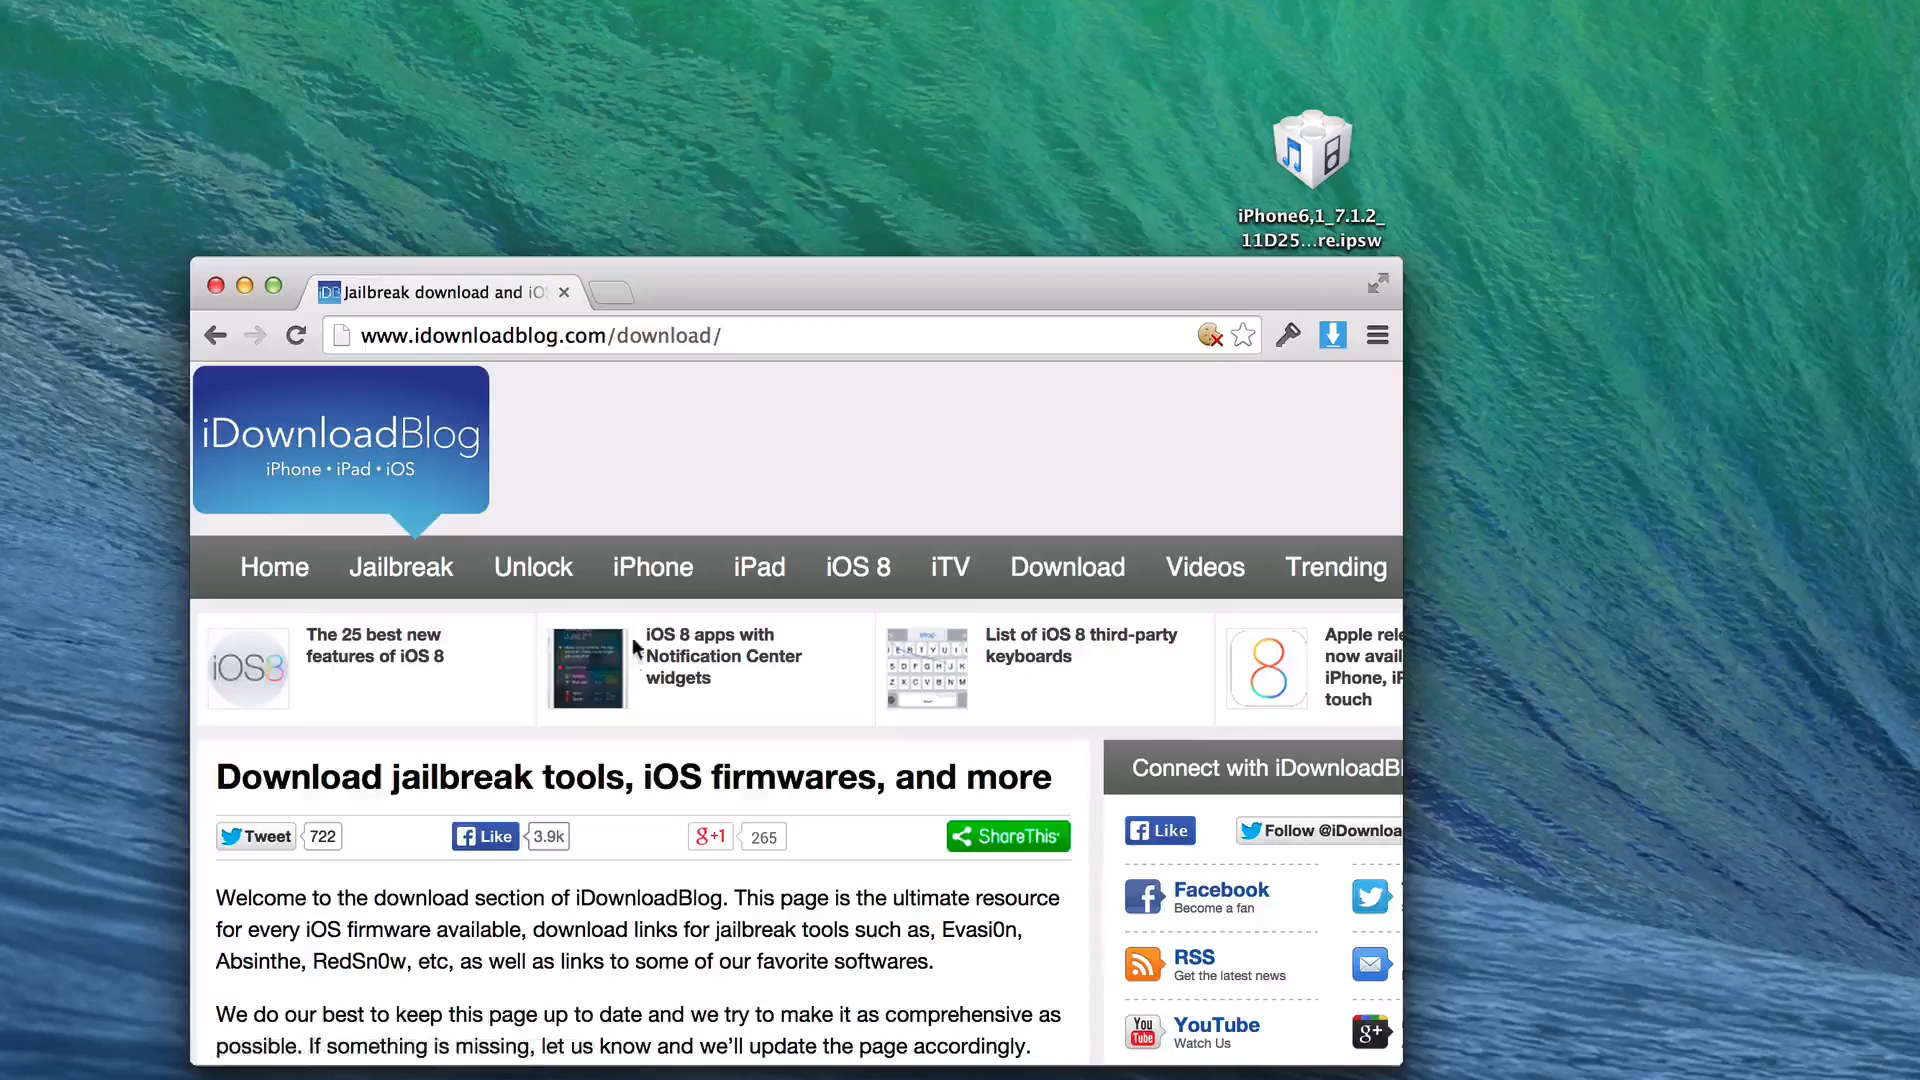 iPhone6,1_7.1.2_
11D25...re.ipsw
iDB Jailbreak download and iO
www.idownloadblog.com/download/
iDownloadBlog
iPhone • iPad • iOS
Home Jailbreak Unlock iPhone iPad iOS 8 iTV Download Videos Trending
iOS8
The 25 best new
features of iOS 8
iOS 8 apps with
Notification Center
widgets
List of iOS 8 third-party
keyboards
8
Apple rele
now avail
iPhone, iP
touch
Download jailbreak tools, iOS firmwares, and more
Connect with iDownloadBl
Tweet 722
Like 3.9k
g+1 265
ShareThis
Like
Follow @iDownloa
Welcome to the download section of iDownloadBlog. This page is the ultimate resource
for every iOS firmware available, download links for jailbreak tools such as, Evasi0n,
Absinthe, RedSn0w, etc, as well as links to some of our favorite softwares.
We do our best to keep this page up to date and we try to make it as comprehensive as
possible. If something is missing, let us know and we'll update the page accordingly.
Facebook
Become a fan
RSS
Get the latest news
You
Tube
YouTube
Watch Us
g+